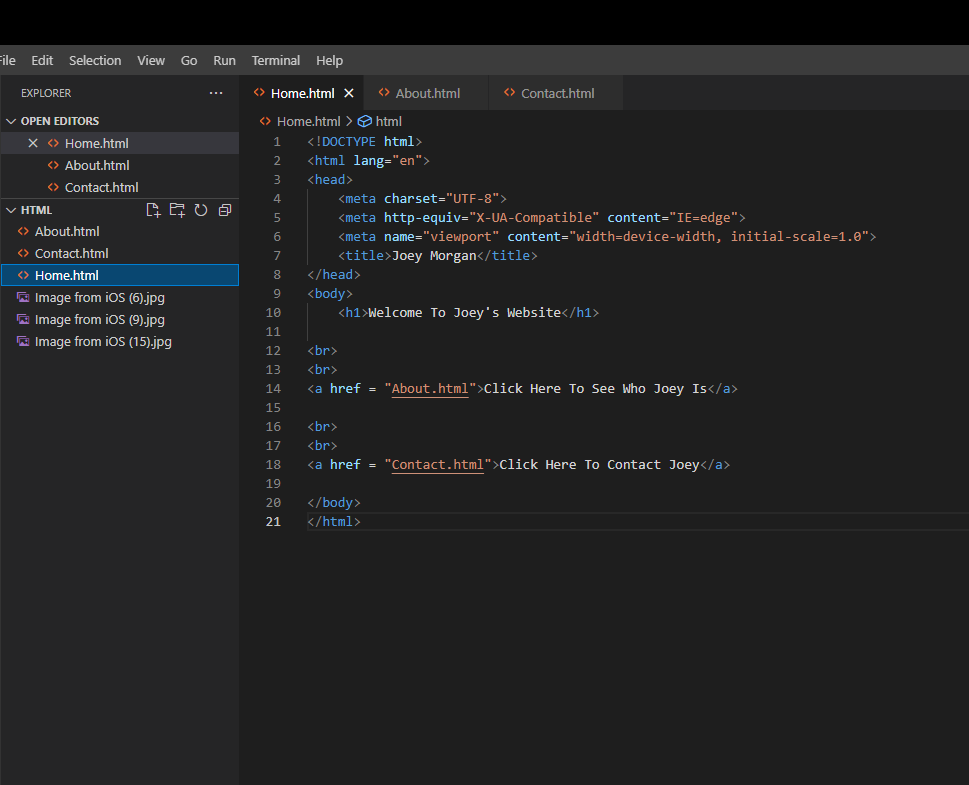 File Edit Selection View Go Run Terminal Help
EXPLORER ...
OPEN EDITORS
Home.html
About.html
Contact.html
HTML
About.html
Contact.html
Home.html
Image from iOS (6).jpg
Image from iOS (9).jpg
Image from iOS (15).jpg
Home.html About.html Contact.html
Home.html > html
1 <!DOCTYPE html>
2 <html lang="en">
3 <head>
4     <meta charset="UTF-8">
5     <meta http-equiv="X-UA-Compatible" content="IE=edge">
6     <meta name="viewport" content="width=device-width, initial-scale=1.0">
7     <title>Joey Morgan</title>
8 </head>
9 <body>
10     <h1>Welcome To Joey's Website</h1>
11
12 <br>
13 <br>
14 <a href = "About.html">Click Here To See Who Joey Is</a>
15
16 <br>
17 <br>
18 <a href = "Contact.html">Click Here To Contact Joey</a>
19
20 </body>
21 </html>